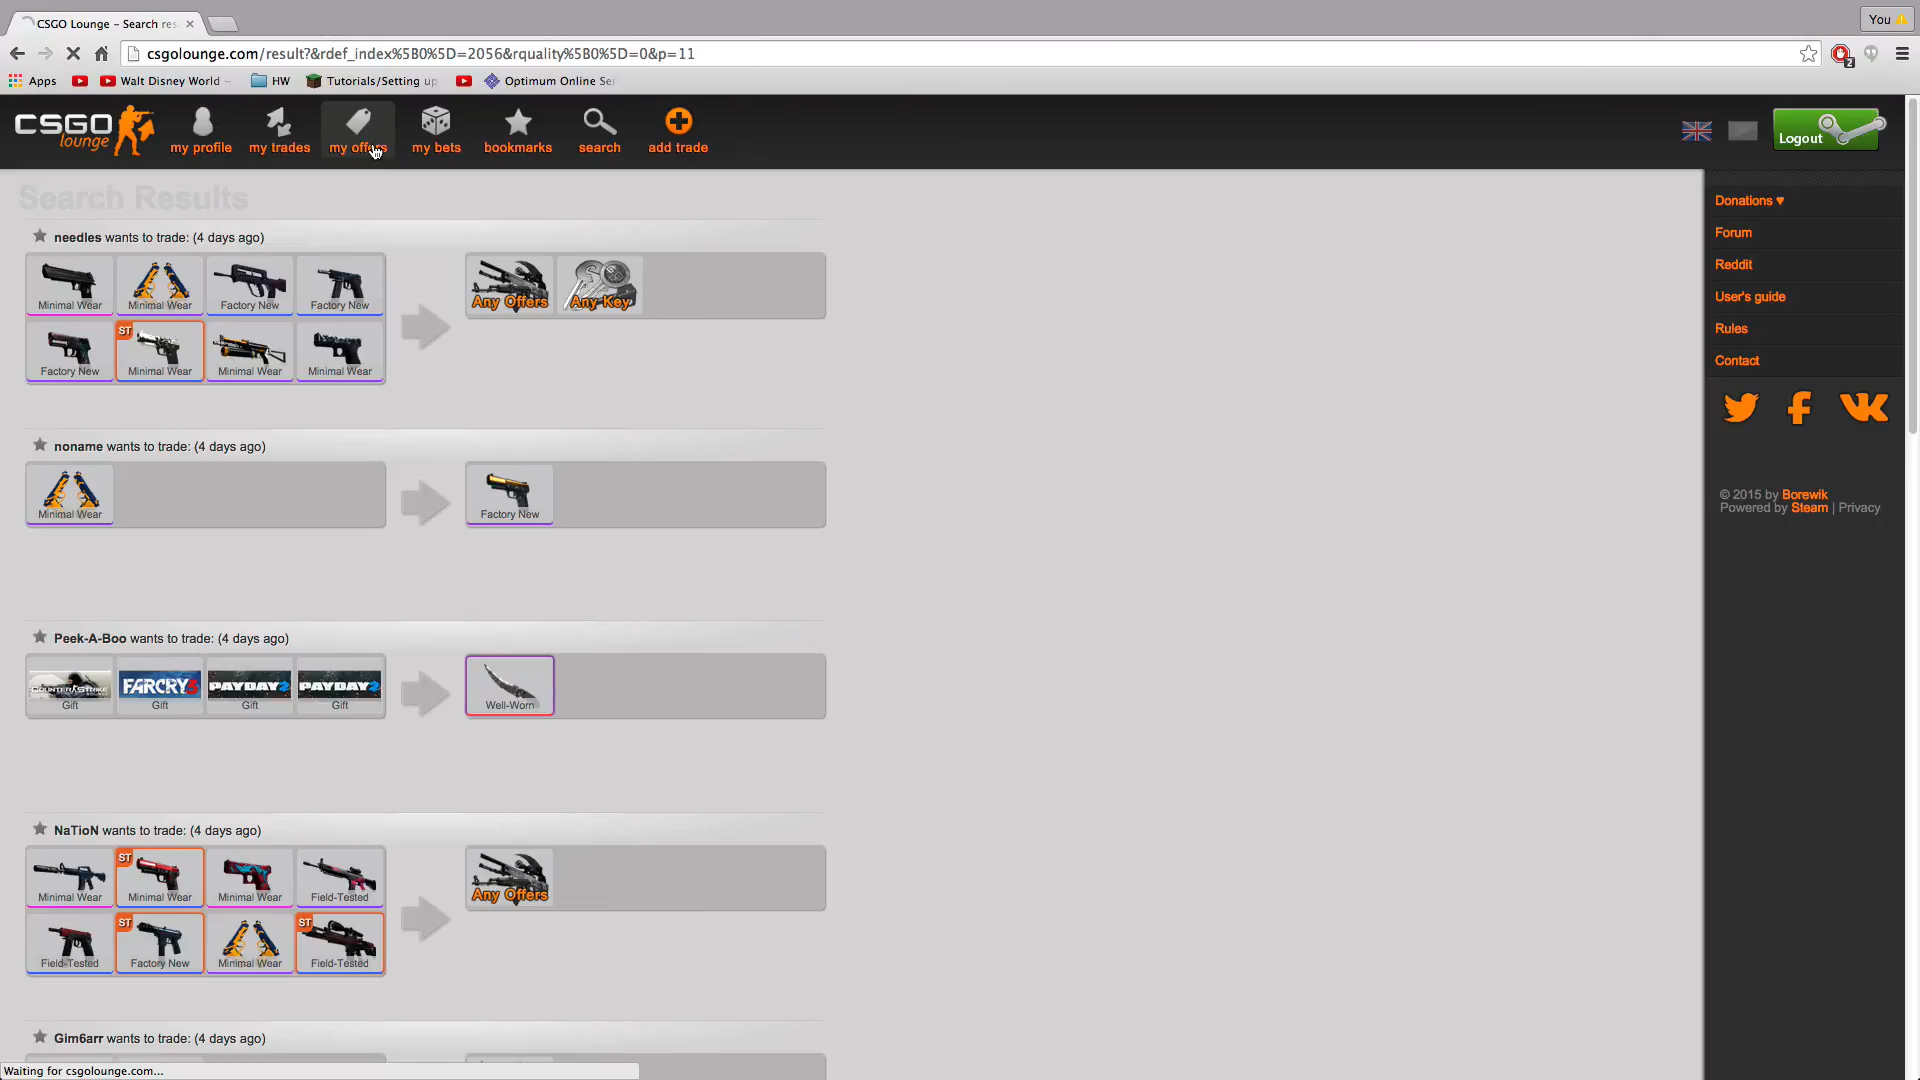 CSGO Lounge - Search res
You
csgolounge.com/result?&rdef_index%5B0%5D=2056&rquality%5B0%5D=0&p=11
2
Apps
Walt Disney World -
HW
Tutorials/Setting up
Optimum Online Ser
CSGO lounge
my profile
my trades
my offers
my bets
bookmarks
search
add trade
Logout
Search Results
needles wants to trade: (4 days ago)
Minimal Wear
Minimal Wear
Factory New
Factory New
Any Offers
Any Key
Factory New
ST
Minimal Wear
Minimal Wear
Minimal Wear
noname wants to trade: (4 days ago)
Minimal Wear
Factory New
Peek-A-Boo wants to trade: (4 days ago)
COUNTER STRIKE
Gift
FARCRY3
Gift
PAYDAY2
Gift
PAYDAY2
Gift
Well-Worn
NaTioN wants to trade: (4 days ago)
Minimal Wear
ST
Minimal Wear
Minimal Wear
Field-Tested
Any Offers
Field-Tested
ST
Factory New
Minimal Wear
ST
Field-Tested
Gim6arr wants to trade: (4 days ago)
Donations ♥
Forum
Reddit
User's guide
Rules
Contact
© 2015 by Borewik
Powered by Steam | Privacy
Waiting for csgolounge.com...